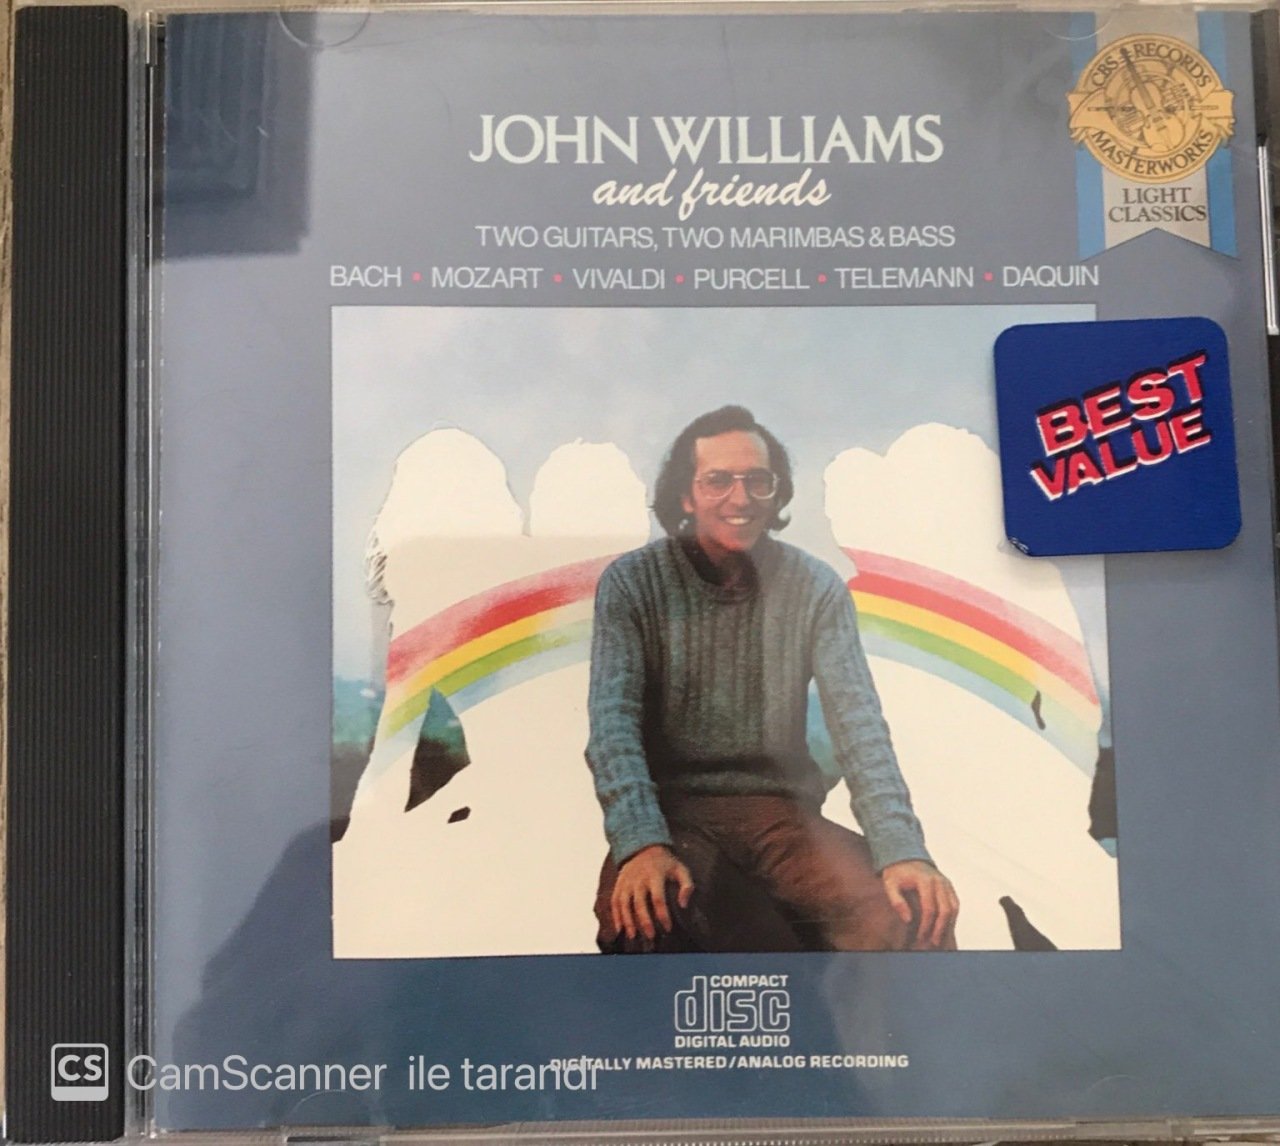 JOHN WILLIAMS
and friends
TWO GUITARS, TWO MARIMBAS & BASS
BACH • MOZART • VIVALDI • PURCELL • TELEMANN • DAQUIN
CBS RECORDS
MASTERWORKS
LIGHT
CLASSICS
BEST
VALUE
COMPACT
disc
DIGITAL AUDIO
DIGITALLY MASTERED/ANALOG RECORDING
CS CamScanner ile tarandı